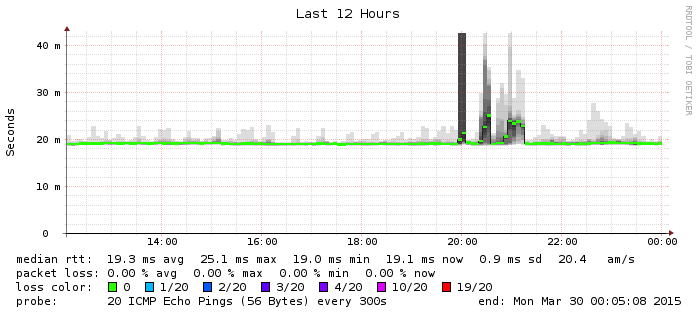 Last 12 Hours
RRDTOOL / TOBI OETIKER
Seconds
40 m
30 m
20 m
10 m
0
14:00 16:00 18:00 20:00 22:00 00:00
median rtt: 19.3 ms avg 25.1 ms max 19.0 ms min 19.1 ms now 0.9 ms sd 20.4 am/s
packet loss: 0.00 % avg 0.00 % max 0.00 % min 0.00 % now
loss color: 0 1/20 2/20 3/20 4/20 10/20 19/20
probe: 20 ICMP Echo Pings (56 Bytes) every 300s end: Mon Mar 30 00:05:08 2015